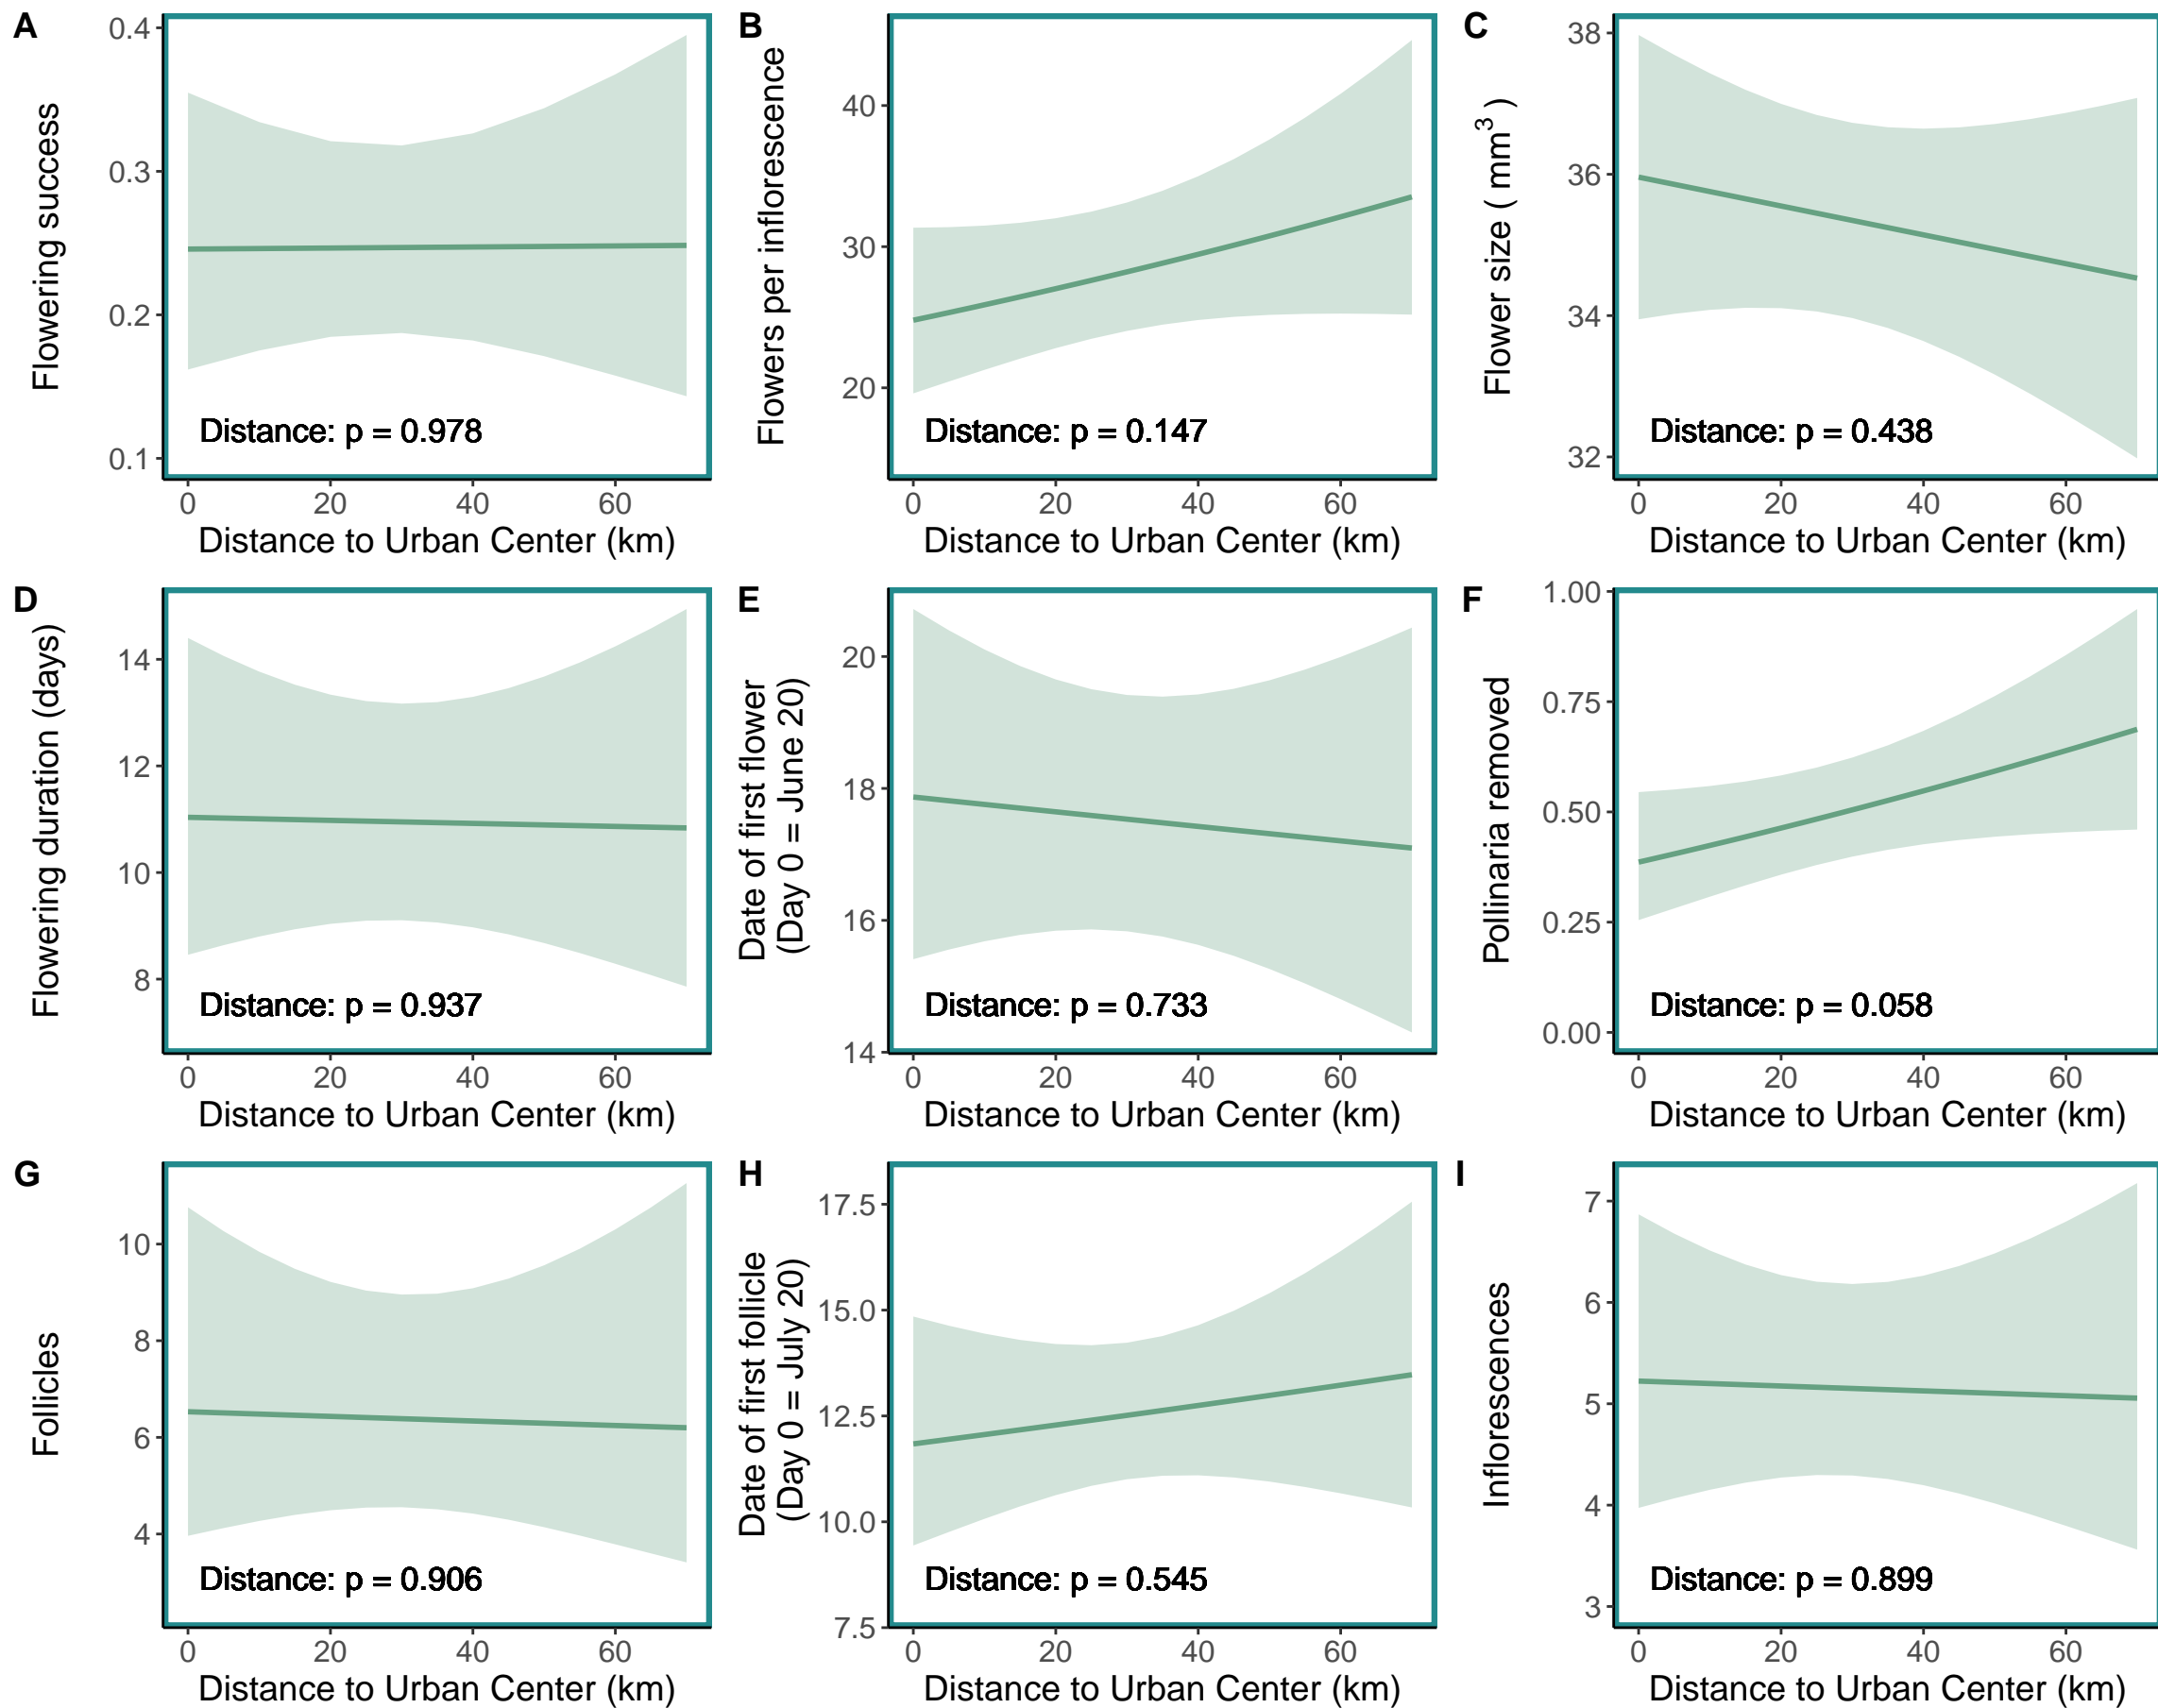 A
B
C
Flowering success
0.4
0.3
0.2
0.1
Distance: p = 0.978
0 20 40 60
Distance to Urban Center (km)
Flowers per inflorescence
40
30
20
Distance: p = 0.147
0 20 40 60
Distance to Urban Center (km)
Flower size ( mm³ )
38
36
34
32
Distance: p = 0.438
0 20 40 60
Distance to Urban Center (km)
D
E
F
Flowering duration (days)
14
12
10
8
Distance: p = 0.937
0 20 40 60
Distance to Urban Center (km)
Date of first flower
(Day 0 = June 20)
20
18
16
14
Distance: p = 0.733
0 20 40 60
Distance to Urban Center (km)
Pollinaria removed
1.00
0.75
0.50
0.25
0.00
Distance: p = 0.058
0 20 40 60
Distance to Urban Center (km)
G
H
I
Follicles
10
8
6
4
Distance: p = 0.906
0 20 40 60
Distance to Urban Center (km)
Date of first follicle
(Day 0 = July 20)
17.5
15.0
12.5
10.0
7.5
Distance: p = 0.545
0 20 40 60
Distance to Urban Center (km)
Inflorescences
7
6
5
4
3
Distance: p = 0.899
0 20 40 60
Distance to Urban Center (km)